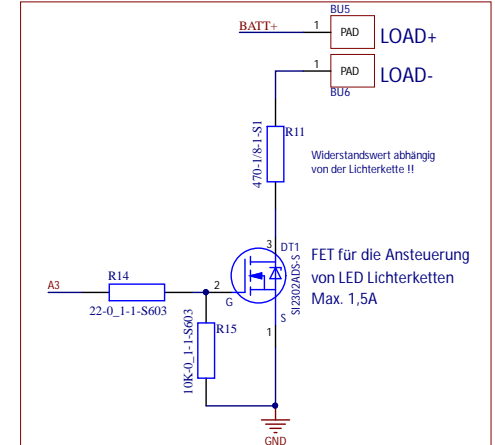 BU5
BATT+
1
PAD
LOAD+
1
PAD
LOAD-
BU6
R11
470-1/8-1-S1
Widerstandswert abhängig
von der Lichterkette !!
3
DT1
SI2302ADS-S
FET für die Ansteuerung
von LED Lichterketten
Max. 1,5A
A3
R14
22-0_1-1-S603
2
G
S
1
R15
10K-0_1-1-S603
GND